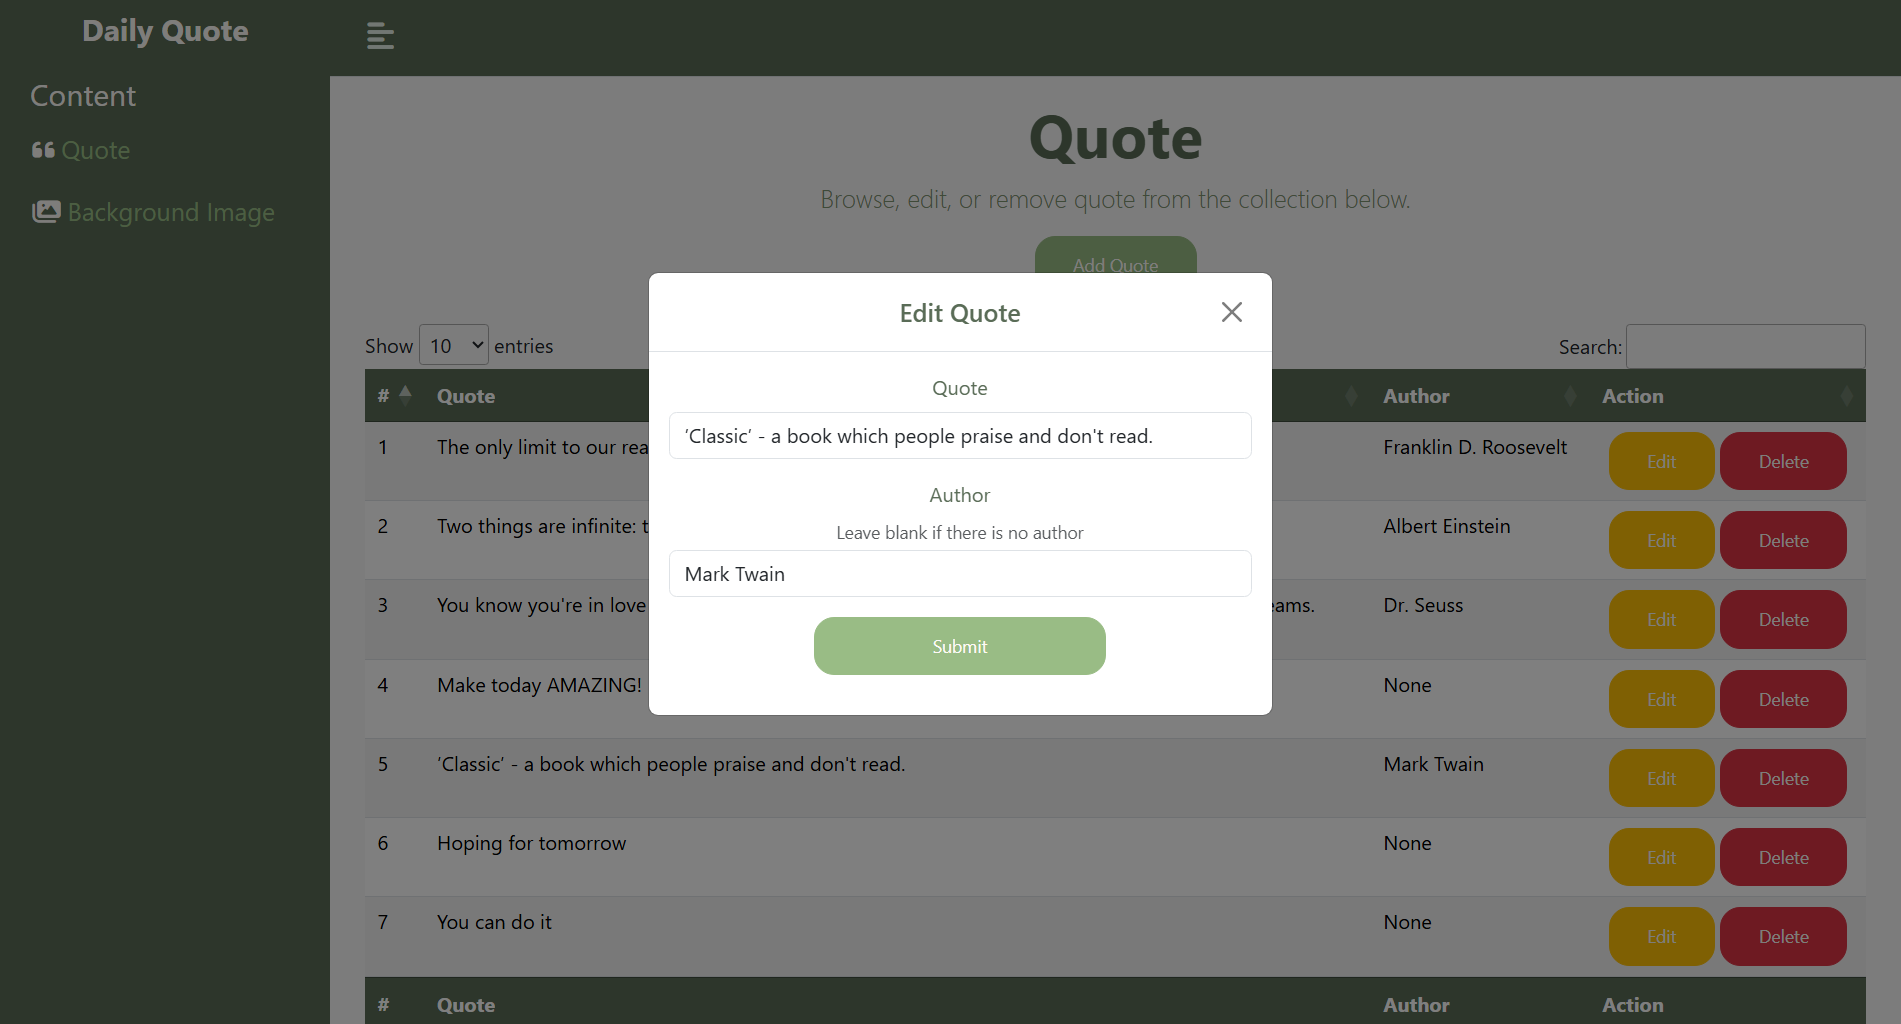 Daily Quote
Content
Quote
Background Image
Quote
Browse, edit, or remove quote from the collection below.
Add Quote
Show 10 entries
Search:
# Quote Author Action
1 The only limit to our rea Franklin D. Roosevelt Edit Delete
2 Two things are infinite: t Albert Einstein Edit Delete
3 You know you're in love eams. Dr. Seuss Edit Delete
4 Make today AMAZING! None Edit Delete
5 'Classic' - a book which people praise and don't read. Mark Twain Edit Delete
6 Hoping for tomorrow None Edit Delete
7 You can do it None Edit Delete
# Quote Author Action
Edit Quote
Quote
'Classic' - a book which people praise and don't read.
Author
Leave blank if there is no author
Mark Twain
Submit